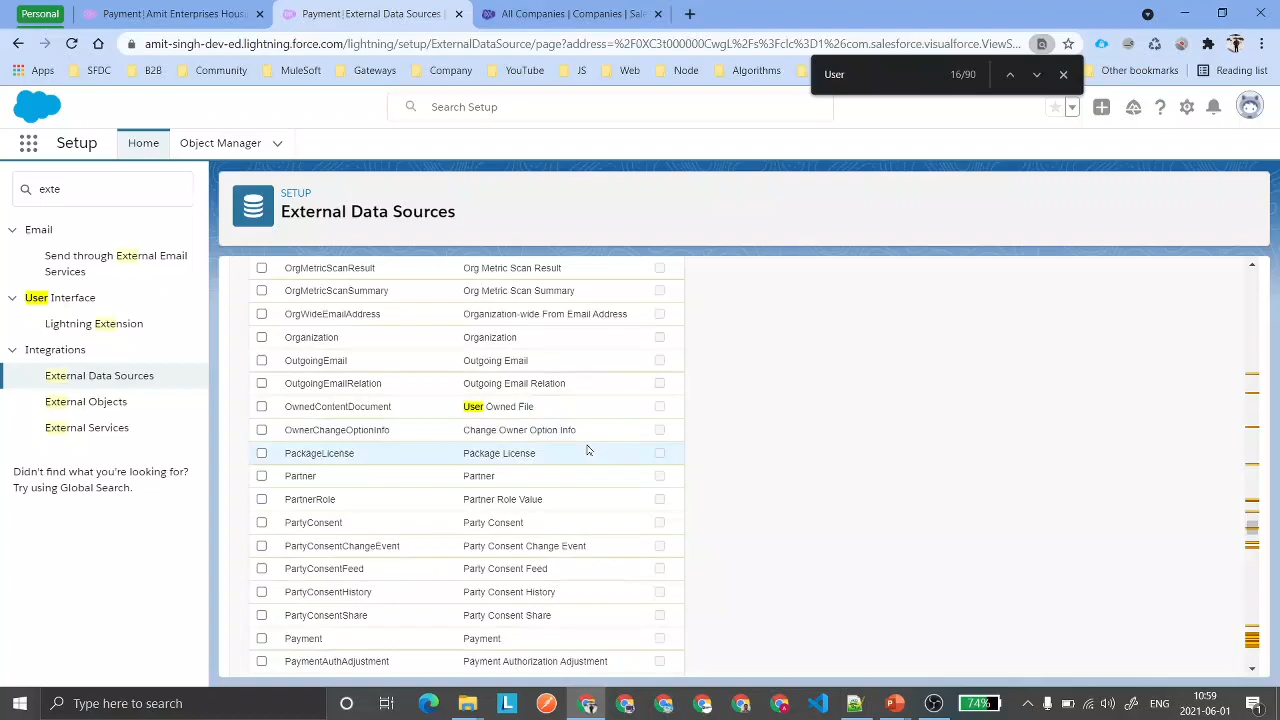 Personal
Payment | Amit Enterprises Hous
Payment | External Data Sources
All Companies | Companies | Sale
amit-singh-dev-ed.lightning.force.com/lightning/setup/ExternalDataSource/page?address=%2F0XC3t000000CwgL%2Fs%3Fclc%3D1%26com.salesforce.visualforce.ViewS...
User
16/90
Apps
SFDC
B2B
Community
MuleSoft
Gateways
Company
YouTube
JS
Web
Node
Algorithms
Other bookmarks
Reading list
Search Setup
Setup
Home
Object Manager
exte
Email
Send through External Email
Services
User Interface
Lightning Extension
Integrations
External Data Sources
External Objects
External Services
Didn't find what you're looking for?
Try using Global Search.
SETUP
External Data Sources
OrgMetricScanResult Org Metric Scan Result
OrgMetricScanSummary Org Metric Scan Summary
OrgWideEmailAddress Organization-wide From Email Address
Organization Organization
OutgoingEmail Outgoing Email
OutgoingEmailRelation Outgoing Email Relation
OwnedContentDocument User Owned File
OwnerChangeOptionInfo Change Owner Option Info
PackageLicense Package License
Partner Partner
PartnerRole Partner Role Value
PartyConsent Party Consent
PartyConsentChangeEvent Party Consent Change Event
PartyConsentFeed Party Consent Feed
PartyConsentHistory Party Consent History
PartyConsentShare Party Consent Share
Payment Payment
PaymentAuthAdjustment Payment Authorization Adjustment
Type here to search
74%
ENG
10:59
2021-06-01